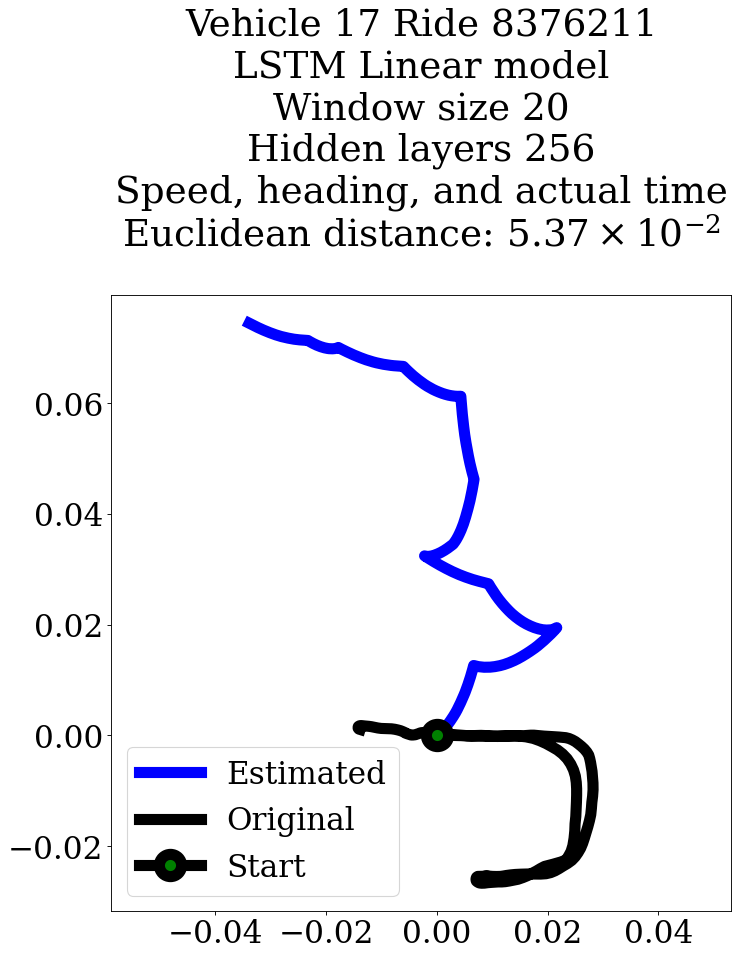 Vehicle 17 Ride 8376211
LSTM Linear model
Window size 20
Hidden layers 256
Speed, heading, and actual time
Euclidean distance: 5.37 × 10⁻²
0.06
0.04
0.02
0.00
−0.02
Estimated
Original
Start
−0.04 −0.02 0.00 0.02 0.04